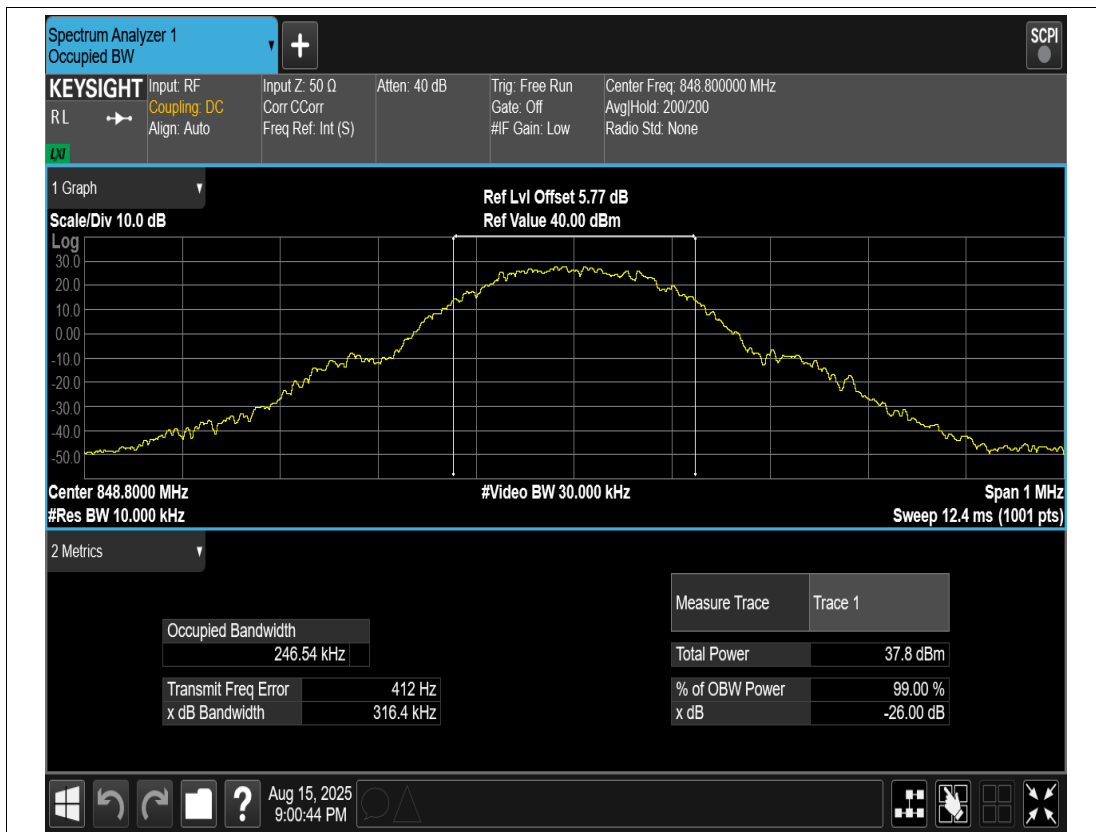 Spectrum Analyzer 1
Occupied BW
+
SCPI
KEYSIGHT
RL
LXI
Input: RF
Coupling: DC
Align: Auto
Input Z: 50 Ω
Corr CCorr
Freq Ref: Int (S)
Atten: 40 dB
Trig: Free Run
Gate: Off
#IF Gain: Low
Center Freq: 848.800000 MHz
Avg|Hold: 200/200
Radio Std: None
1 Graph
Scale/Div 10.0 dB
Ref Lvl Offset 5.77 dB
Ref Value 40.00 dBm
Log
30.0
20.0
10.0
0.00
-10.0
-20.0
-30.0
-40.0
-50.0
Center 848.8000 MHz
#Video BW 30.000 kHz
Span 1 MHz
#Res BW 10.000 kHz
Sweep 12.4 ms (1001 pts)
2 Metrics
Measure Trace Trace 1
Occupied Bandwidth
246.54 kHz
Total Power 37.8 dBm
Transmit Freq Error 412 Hz
% of OBW Power 99.00 %
x dB Bandwidth 316.4 kHz
x dB -26.00 dB
?
Aug 15, 2025
9:00:44 PM